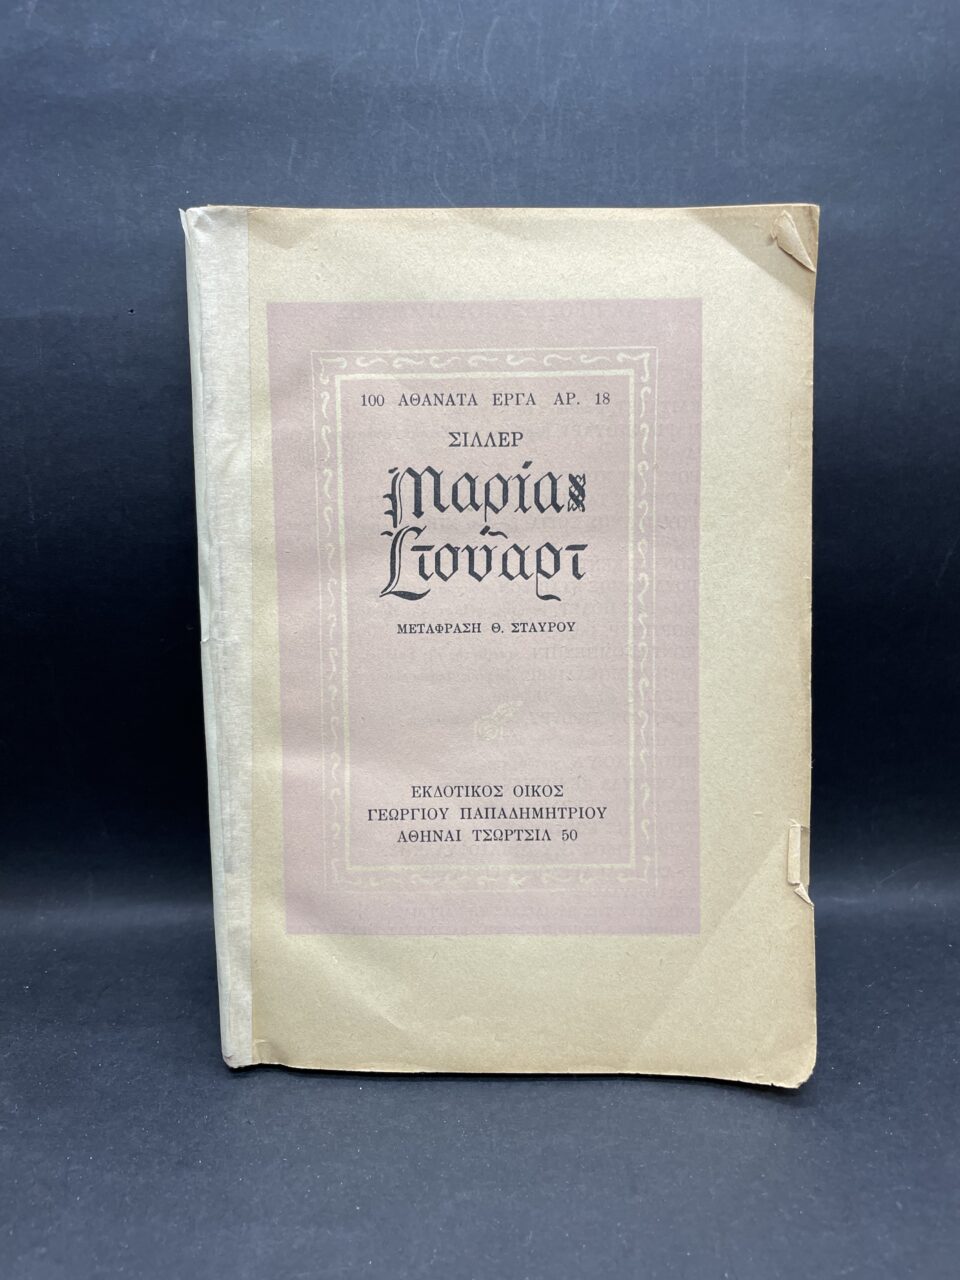 100 ΑΘΑΝΑΤΑ ΕΡΓΑ ΑΡ. 18
ΣΙΛΛΕΡ
Μαρία
Στούαρτ
ΜΕΤΑΦΡΑΣΗ Θ. ΣΤΑΥΡΟΥ
ΕΚΔΟΤΙΚΟΣ ΟΙΚΟΣ
ΓΕΩΡΓΙΟΥ ΠΑΠΑΔΗΜΗΤΡΙΟΥ
ΑΘΗΝΑΙ ΤΣΩΡΤΣΙΛ 50